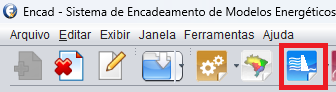 Encad - Sistema de Encadeamento de Modelos Energéticos
Arquivo Editar Exibir Janela Ferramentas Ajuda